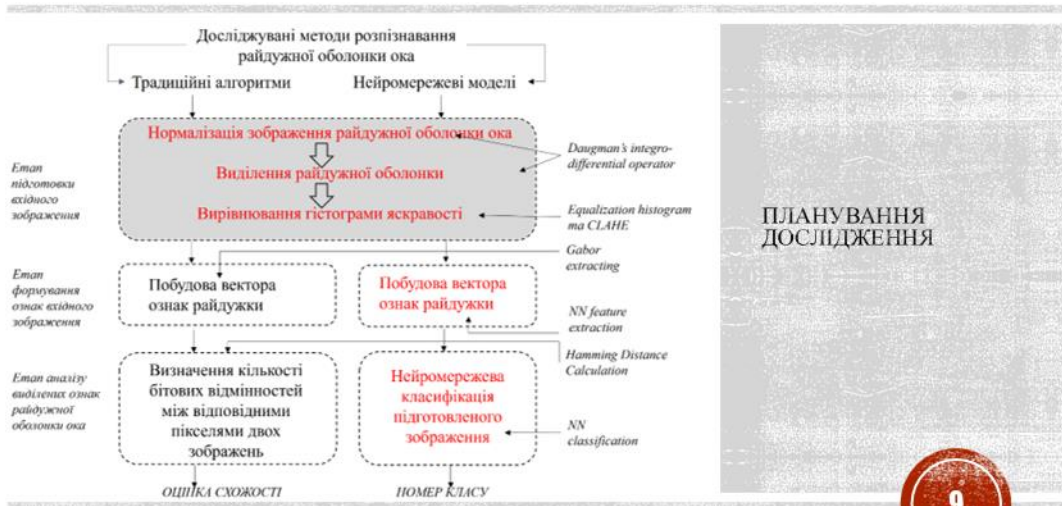 Досліджувані методи розпізнавання
райдужної оболонки ока
Традиційні алгоритми
Нейромережеві моделі
Етап
підготовки
вхідного
зображення
Нормалізація зображення райдужної оболонки ока
Виділення райдужної оболонки
Вирівнювання гістограми яскравості
Daugman's integro-
differential operator
Equalization histogram
та CLAHE
Gabor
extracting
Етап
формування
ознак вхідного
зображення
Побудова вектора
ознак райдужки
Побудова вектора
ознак райдужки
NN feature
extraction
Hamming Distance
Calculation
Етап аналізу
виділених ознак
райдужної
оболонки ока
Визначення кількості
бітових відмінностей
між відповідними
пікселями двох
зображень
Нейромережева
класифікація
підготовленого
зображення
NN
classification
ОЦІНКА СХОЖОСТІ
НОМЕР КЛАСУ
ПЛАНУВАННЯ
ДОСЛІДЖЕННЯ
9